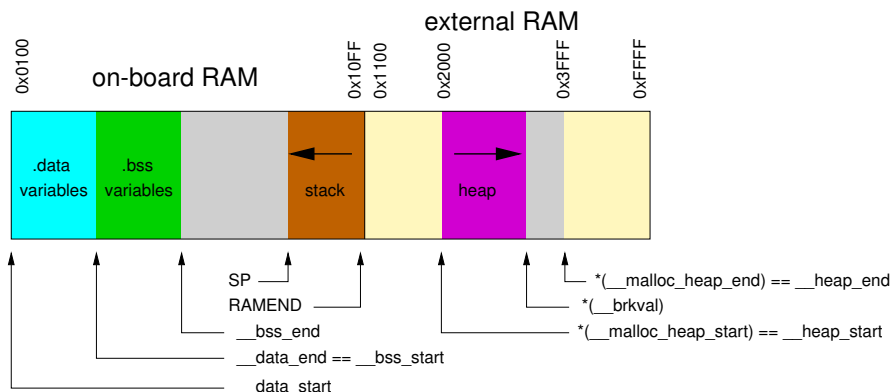 external RAM
on-board RAM
0x0100
0x10FF
0x1100
0x2000
0x3FFF
0xFFFF
.data
variables
.bss
variables
stack
heap
SP
RAMEND
__bss_end
__data_end == __bss_start
__data_start
*(__malloc_heap_end) == __heap_end
*(__brkval)
*(__malloc_heap_start) == __heap_start